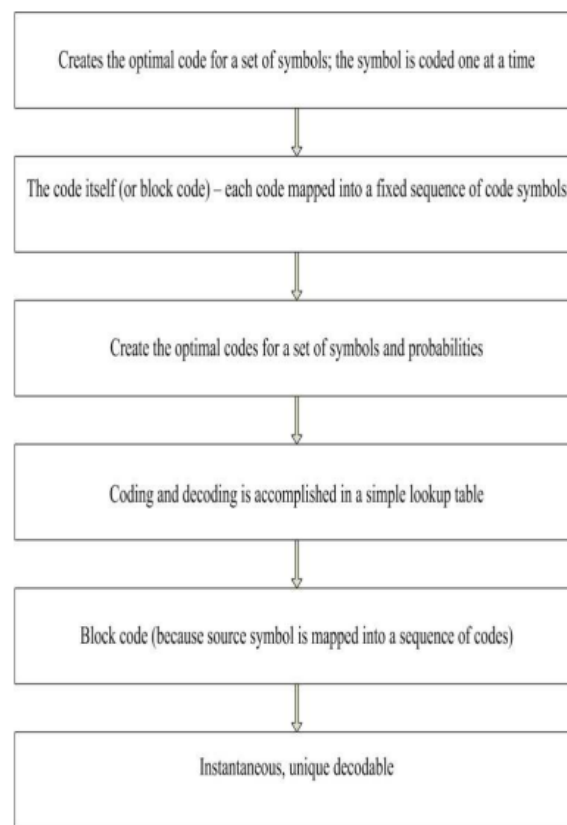 Creates the optimal code for a set of symbols; the symbol is coded one at a time
The code itself (or block code) – each code mapped into a fixed sequence of code symbols
Create the optimal codes for a set of symbols and probabilities
Coding and decoding is accomplished in a simple lookup table
Block code (because source symbol is mapped into a sequence of codes)
Instantaneous, unique decodable